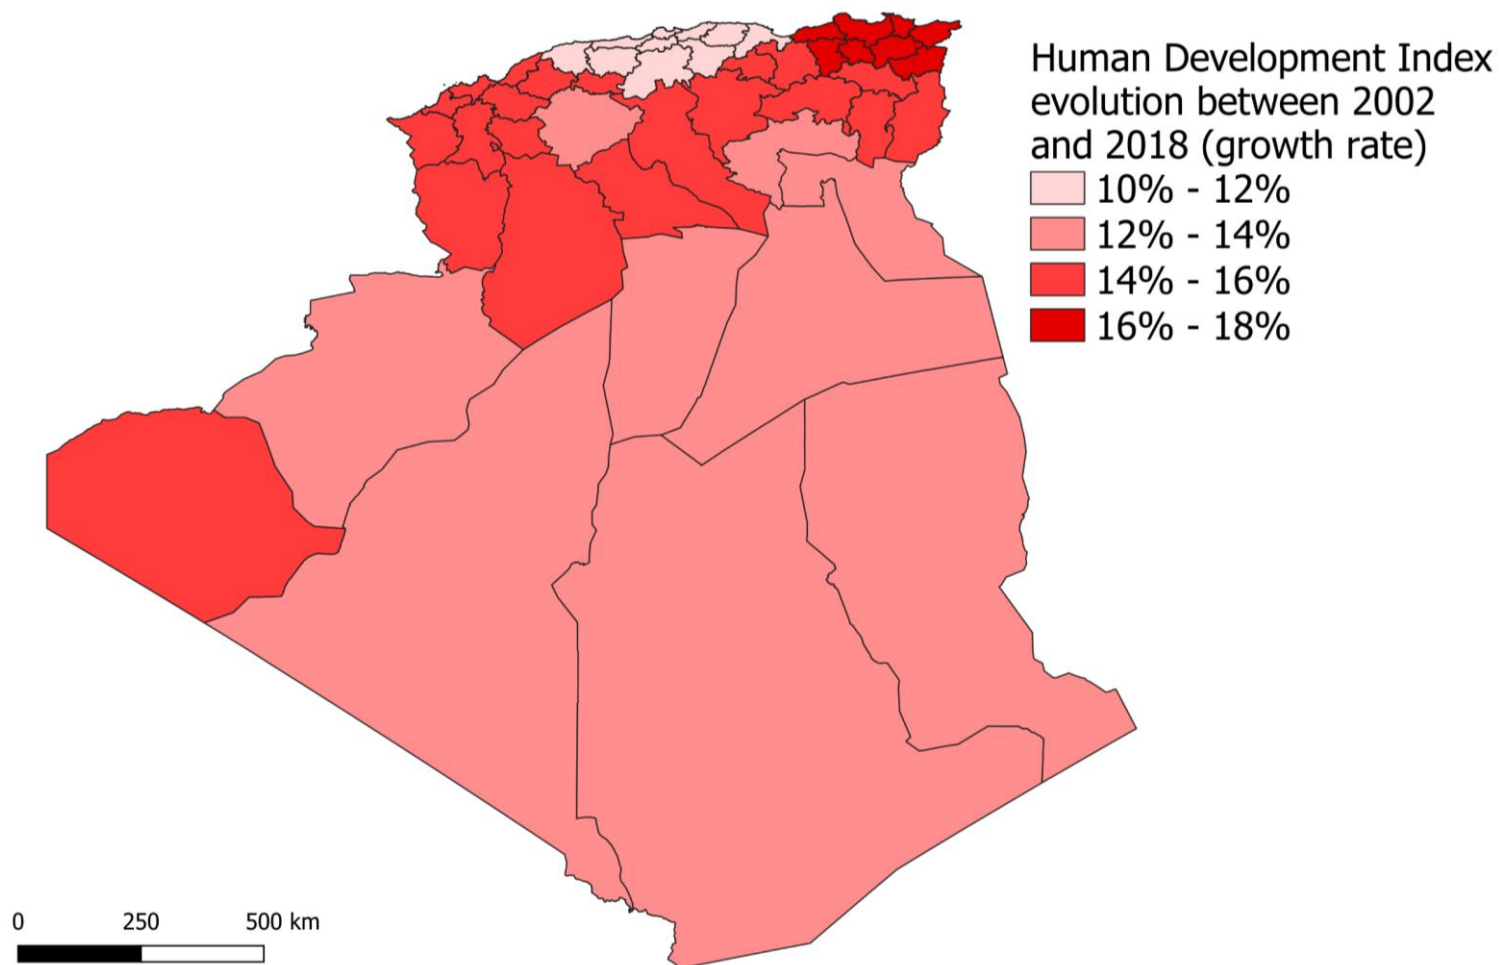 Human Development Index
evolution between 2002
and 2018 (growth rate)
10% - 12%
12% - 14%
14% - 16%
16% - 18%
0 250 500 km